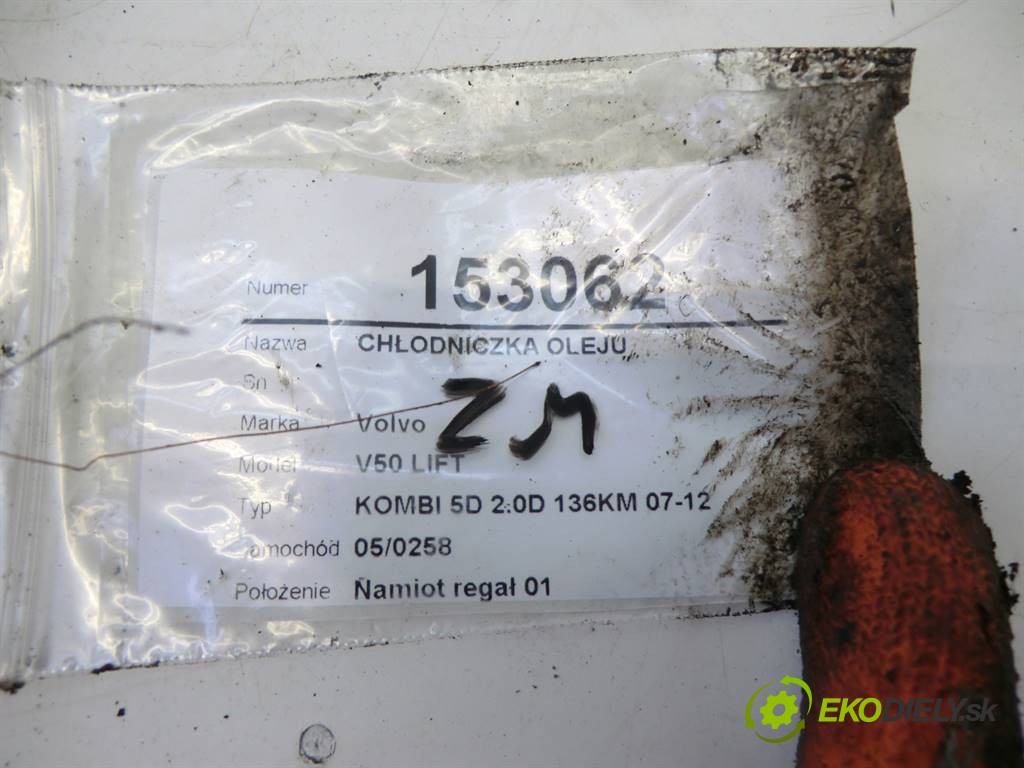 Numer 153062
Nazwa CHŁODNICZKA OLEJU
Sn
Marka Volvo
ZM
Model V50 LIFT
Typ KOMBI 5D 2.0D 136KM 07-12
Samochód 05/0258
Położenie Namiot regał 01
EKODIELY.sk